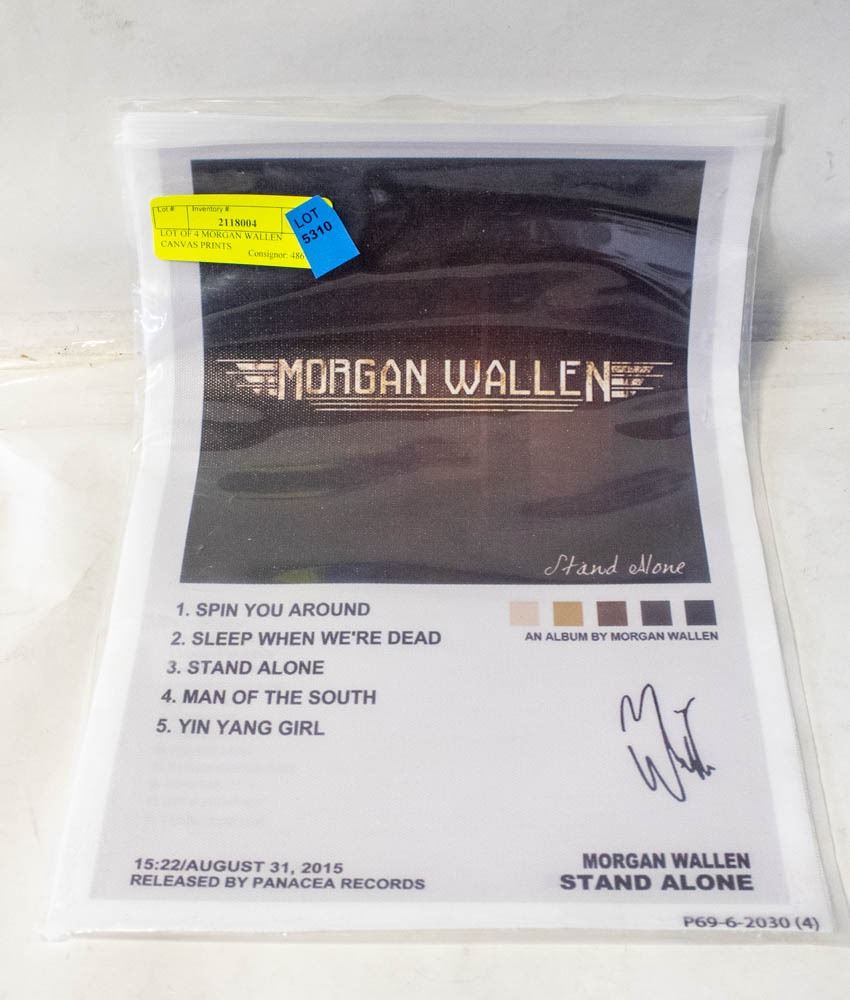 Lot #
Inventory #
2118004
LOT OF 4 MORGAN WALLEN
CANVAS PRINTS
Consignor: 486
LOT
5310
MORGAN WALLEN
Stand Alone
1. SPIN YOU AROUND
2. SLEEP WHEN WE'RE DEAD
3. STAND ALONE
4. MAN OF THE SOUTH
5. YIN YANG GIRL
AN ALBUM BY MORGAN WALLEN
15:22/AUGUST 31, 2015
RELEASED BY PANACEA RECORDS
MORGAN WALLEN
STAND ALONE
P69-6-2030 (4)